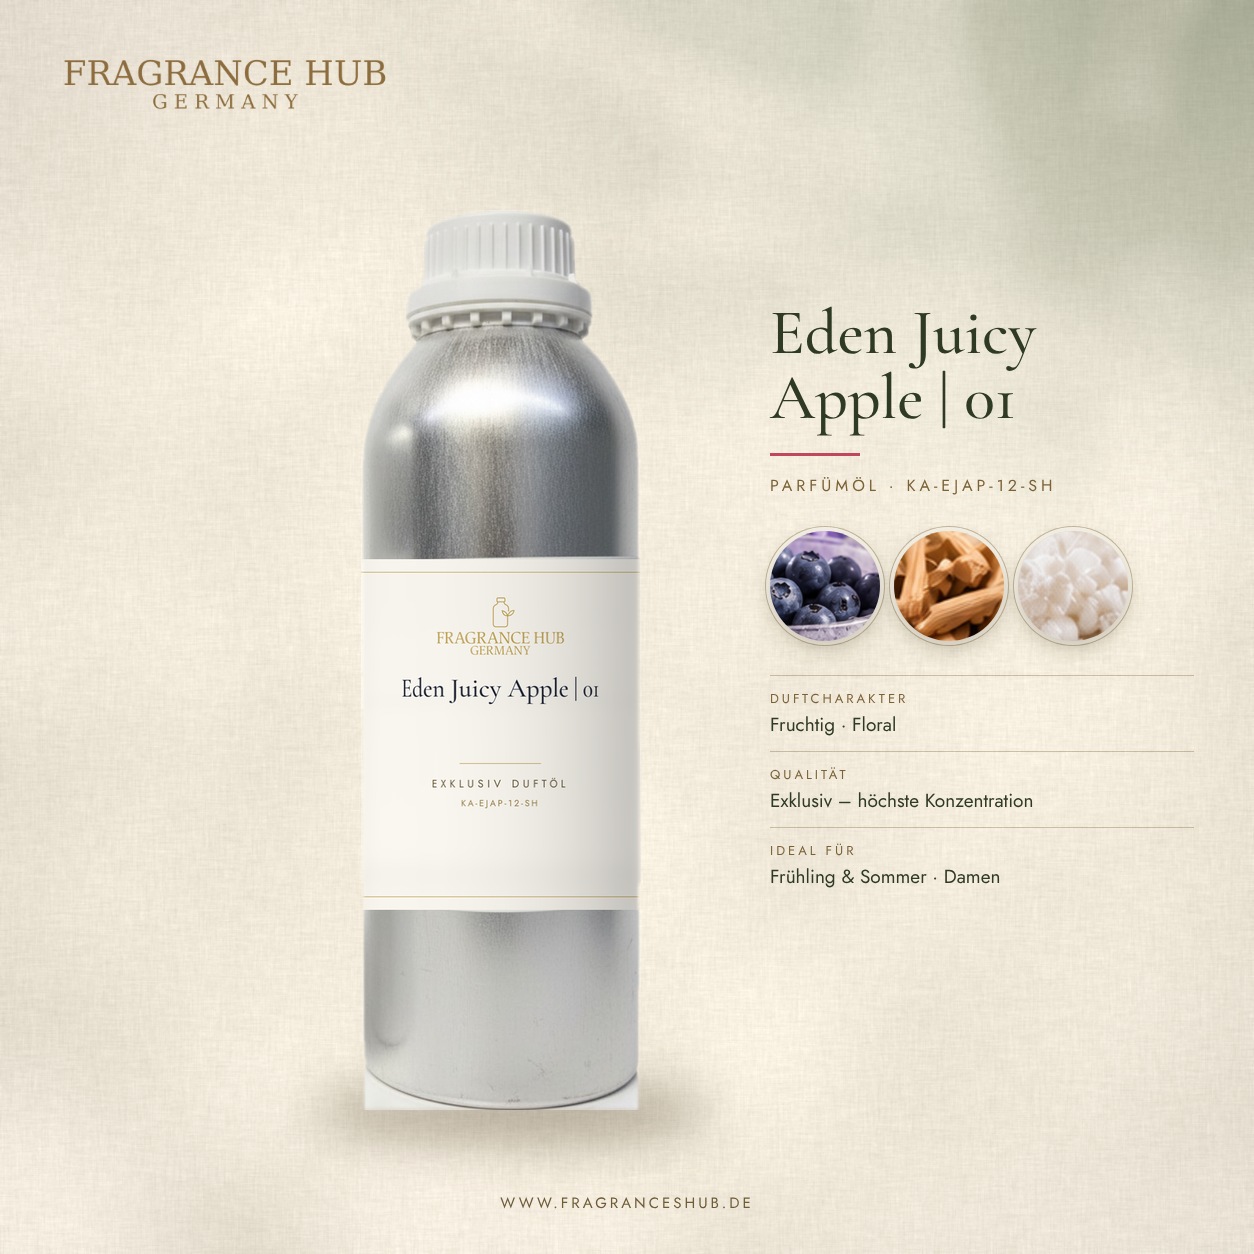 FRAGRANCE HUB
GERMANY
Eden Juicy
Apple | 01
PARFÜMÖL · KA-EJAP-12-SH
FRAGRANCE HUB
GERMANY
Eden Juicy Apple | 01
EXKLUSIV DUFTÖL
KA-EJAP-12-SH
DUFTCHARAKTER
Fruchtig · Floral
QUALITÄT
Exklusiv – höchste Konzentration
IDEAL FÜR
Frühling & Sommer · Damen
WWW.FRAGRANCESHUB.DE